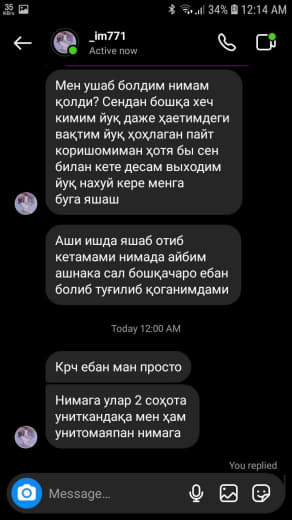 35
KB/s
34%
12:14 AM
_im771
Active now
Мен ушаб болдим нимам
қолди? Сендан бошқа хеч
кимим йуқ даже ҳаетимдеги
вақтим йуқ ҳоҳлаган пайт
коришомиман ҳотя бы сен
билан кете десам выходим
йуқ нахуй кере менга
буга яшаш
Аши ишда яшаб отиб
кетамами нимада айбим
ашнака сал бошқачаро ебан
болиб туғилиб қоганимдами
Today 12:00 AM
Крч ебан ман просто
Нимага улар 2 соҳота
униткандақа мен ҳам
унитомаяпан нимага
You replied
Message...